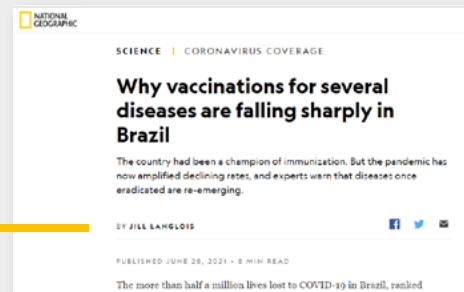 NATIONAL
GEOGRAPHIC
SCIENCE | CORONAVIRUS COVERAGE
Why vaccinations for several
diseases are falling sharply in
Brazil
The country had been a champion of immunization. But the pandemic has
now amplified declining rates, and experts warn that diseases once
eradicated are re-emerging.
BY JILL LANGLOIS
PUBLISHED JUNE 28, 2021 • 8 MIN READ
The more than half a million lives lost to COVID-19 in Brazil, ranked